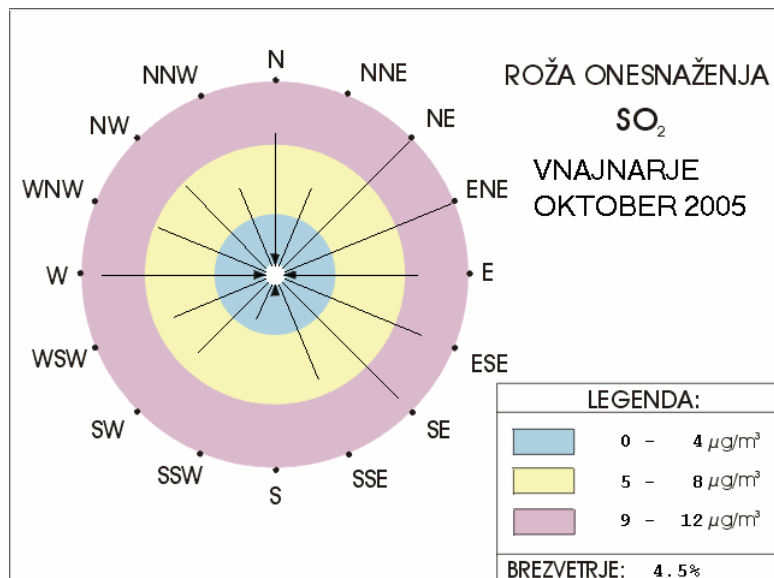 ROŽA ONESNAŽENJA
SO₂
VNAJNARJE
OKTOBER 2005
N
NNE
NE
ENE
E
ESE
SE
SSE
S
SSW
SW
WSW
W
WNW
NW
NNW
LEGENDA:
0 - 4 µg/m³
5 - 8 µg/m³
9 - 12 µg/m³
BREZVETRJE: 4.5%